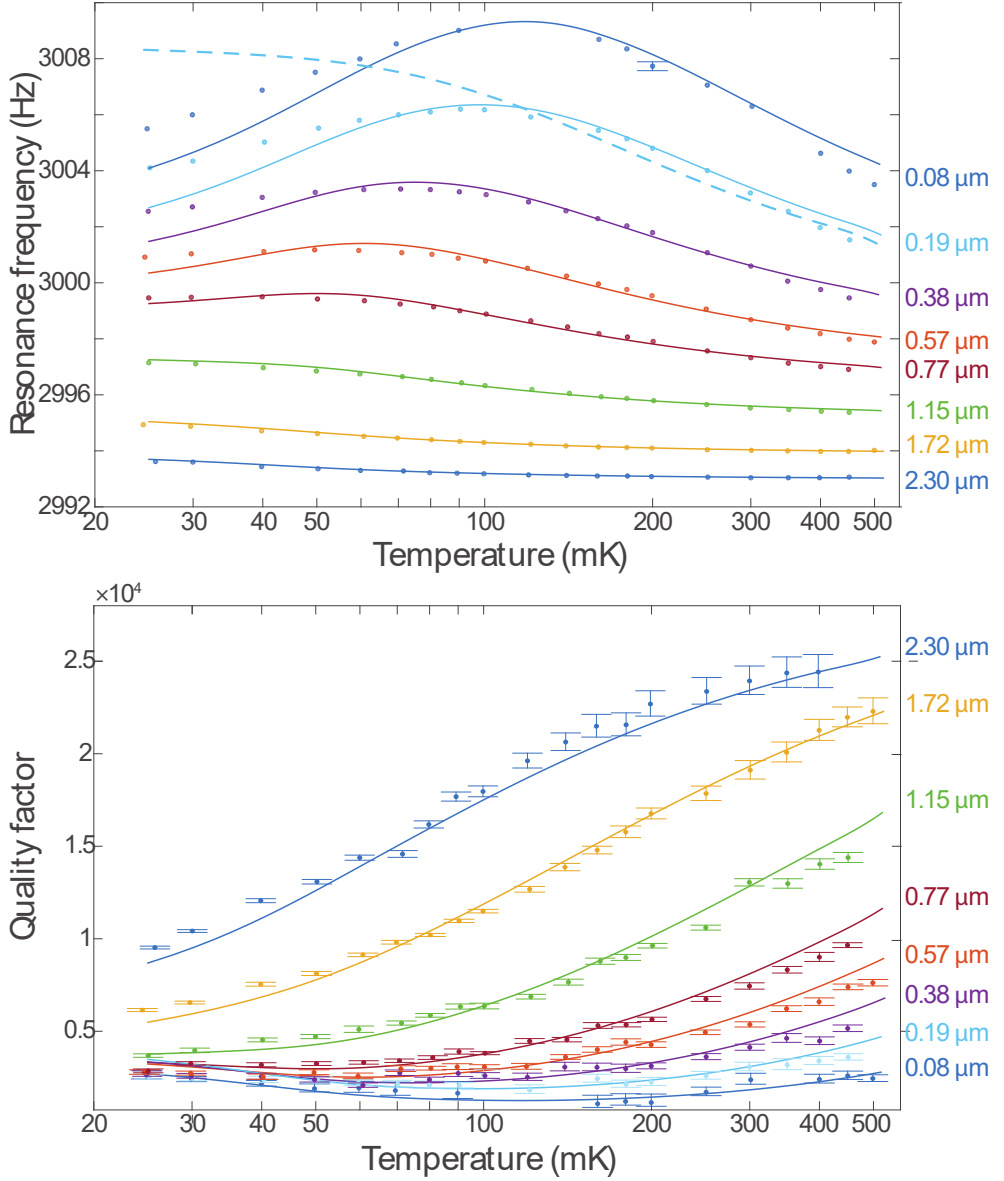 Resonance frequency (Hz)
3008
3004
3000
2996
2992
0.08 µm
0.19 µm
0.38 µm
0.57 µm
0.77 µm
1.15 µm
1.72 µm
2.30 µm
20 30 40 50 60 70 100 200 300 400 500
Temperature (mK)
×10⁴
Quality factor
2.5
2
1.5
1
0.5
2.30 µm
1.72 µm
1.15 µm
0.77 µm
0.57 µm
0.38 µm
0.19 µm
0.08 µm
20 30 40 50 60 70 100 200 300 400 500
Temperature (mK)